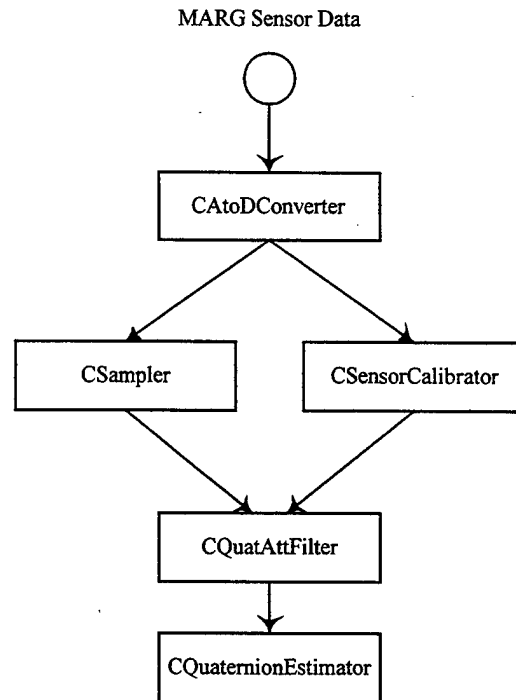 MARG Sensor Data
CAtoDConverter
CSampler
CSensorCalibrator
CQuatAttFilter
CQuaternionEstimator